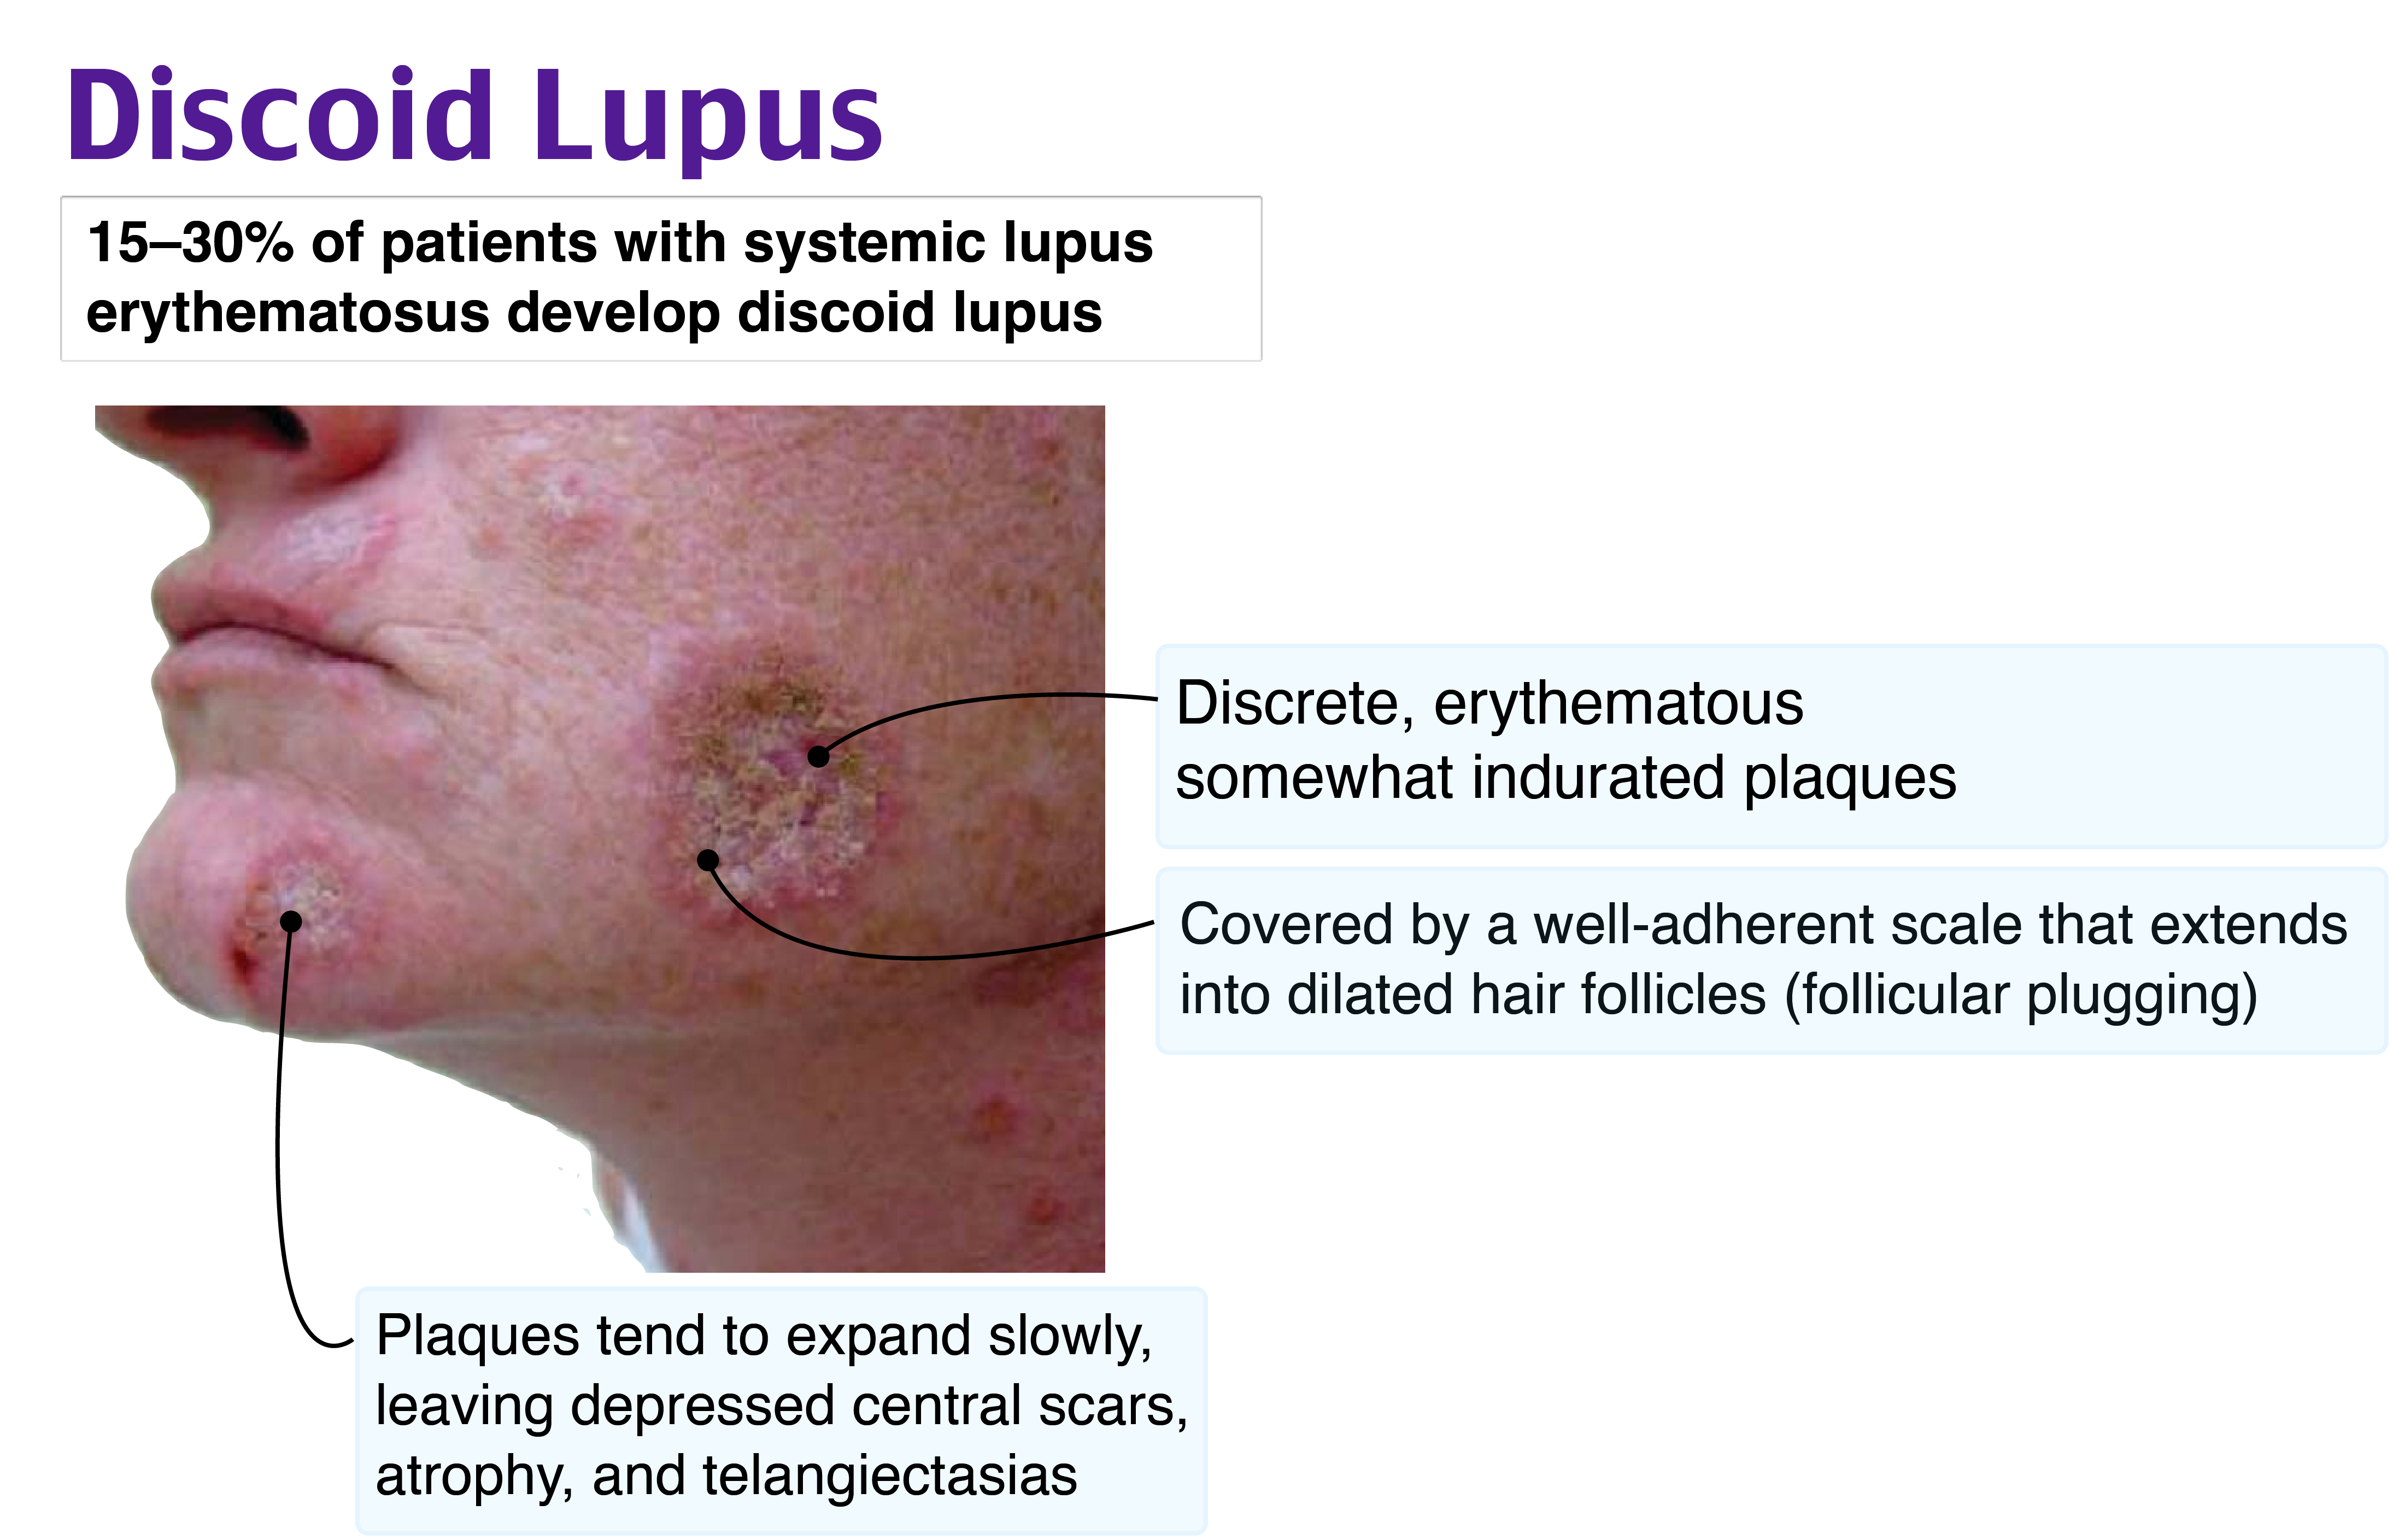 Discoid Lupus
15–30% of patients with systemic lupus
erythematosus develop discoid lupus
Discrete, erythematous
somewhat indurated plaques
Covered by a well-adherent scale that extends
into dilated hair follicles (follicular plugging)
Plaques tend to expand slowly,
leaving depressed central scars,
atrophy, and telangiectasias